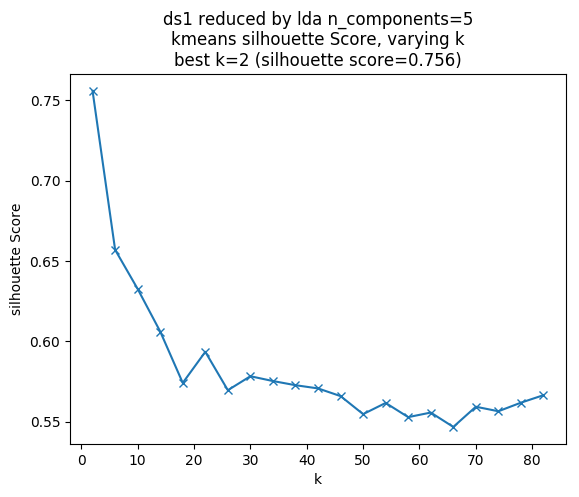 ds1 reduced by lda n_components=5
kmeans silhouette Score, varying k
best k=2 (silhouette score=0.756)
0.75
0.70
0.65
0.60
0.55
silhouette Score
0 10 20 30 40 50 60 70 80
k